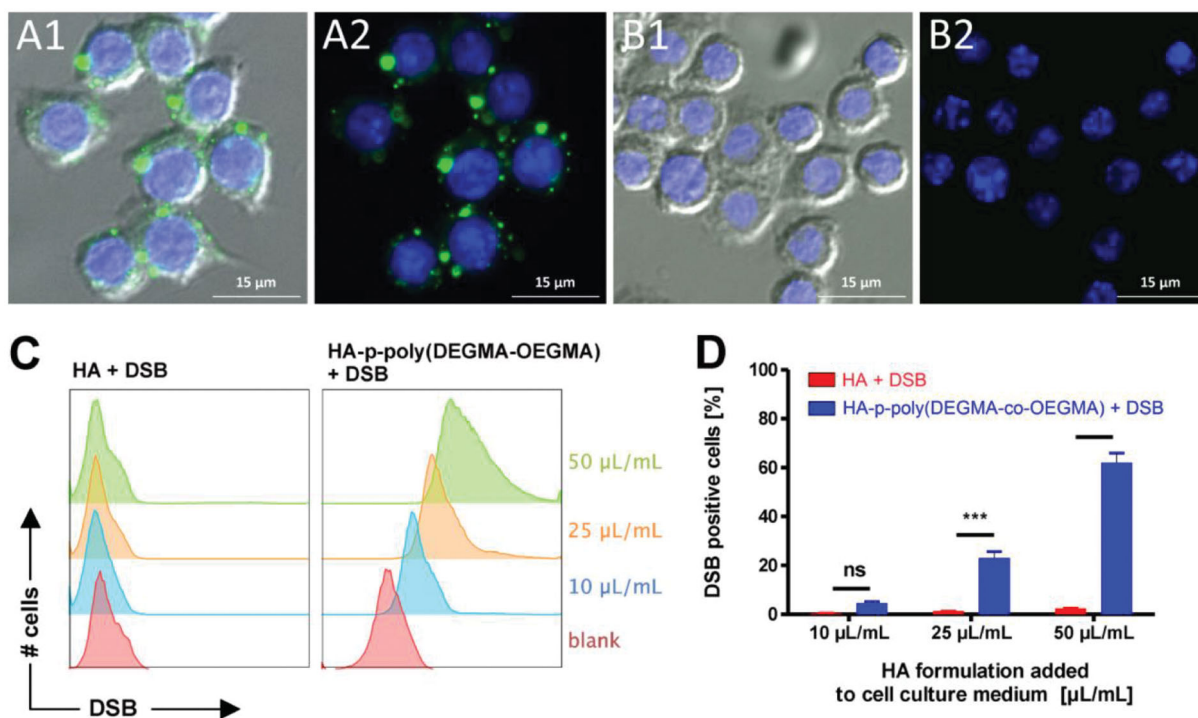 A1
A2
B1
B2
15 µm
15 µm
15 µm
15 µm
C
HA + DSB
HA-p-poly(DEGMA-OEGMA)
+ DSB
50 µL/mL
25 µL/mL
10 µL/mL
blank
# cells
DSB
D
DSB positive cells [%]
100
80
60
40
20
0
HA + DSB
HA-p-poly(DEGMA-co-OEGMA) + DSB
ns
***
10 µL/mL
25 µL/mL
50 µL/mL
HA formulation added
to cell culture medium [µL/mL]